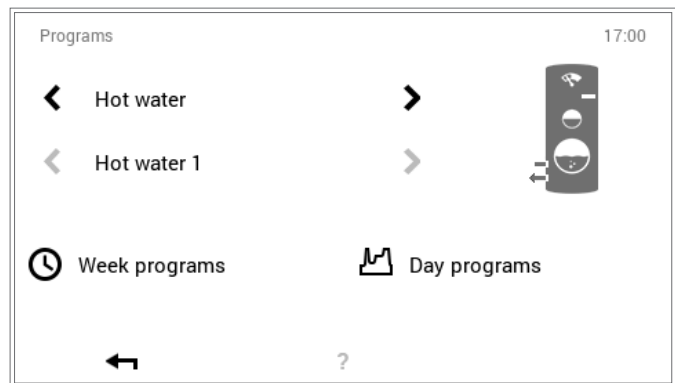 Programs 17:00
Hot water
Hot water 1
Week programs Day programs
?